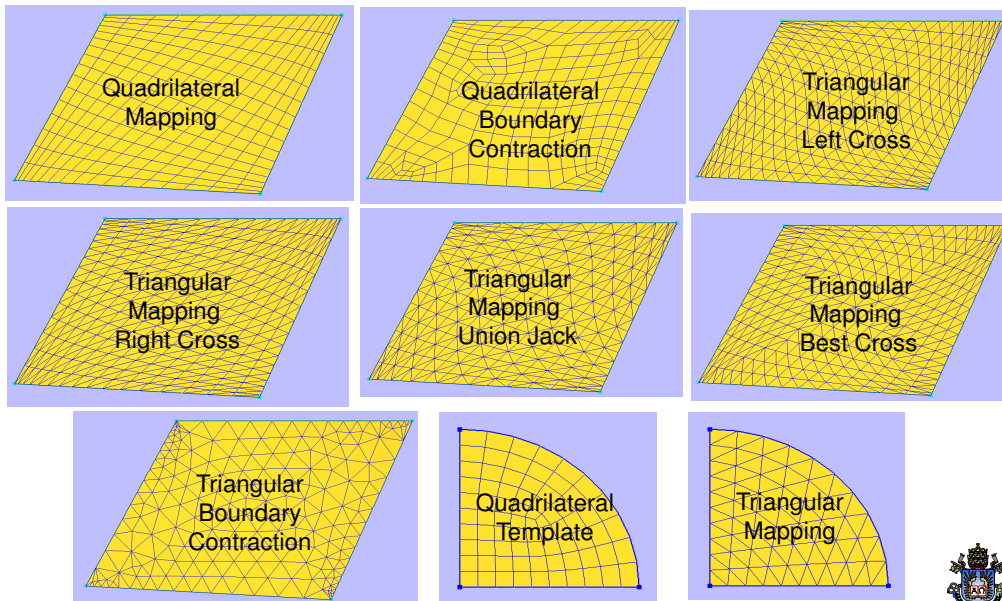 Quadrilateral
Mapping
Quadrilateral
Boundary
Contraction
Triangular
Mapping
Left Cross
Triangular
Mapping
Right Cross
Triangular
Mapping
Union Jack
Triangular
Mapping
Best Cross
Triangular
Boundary
Contraction
Quadrilateral
Template
Triangular
Mapping
ΑΩ